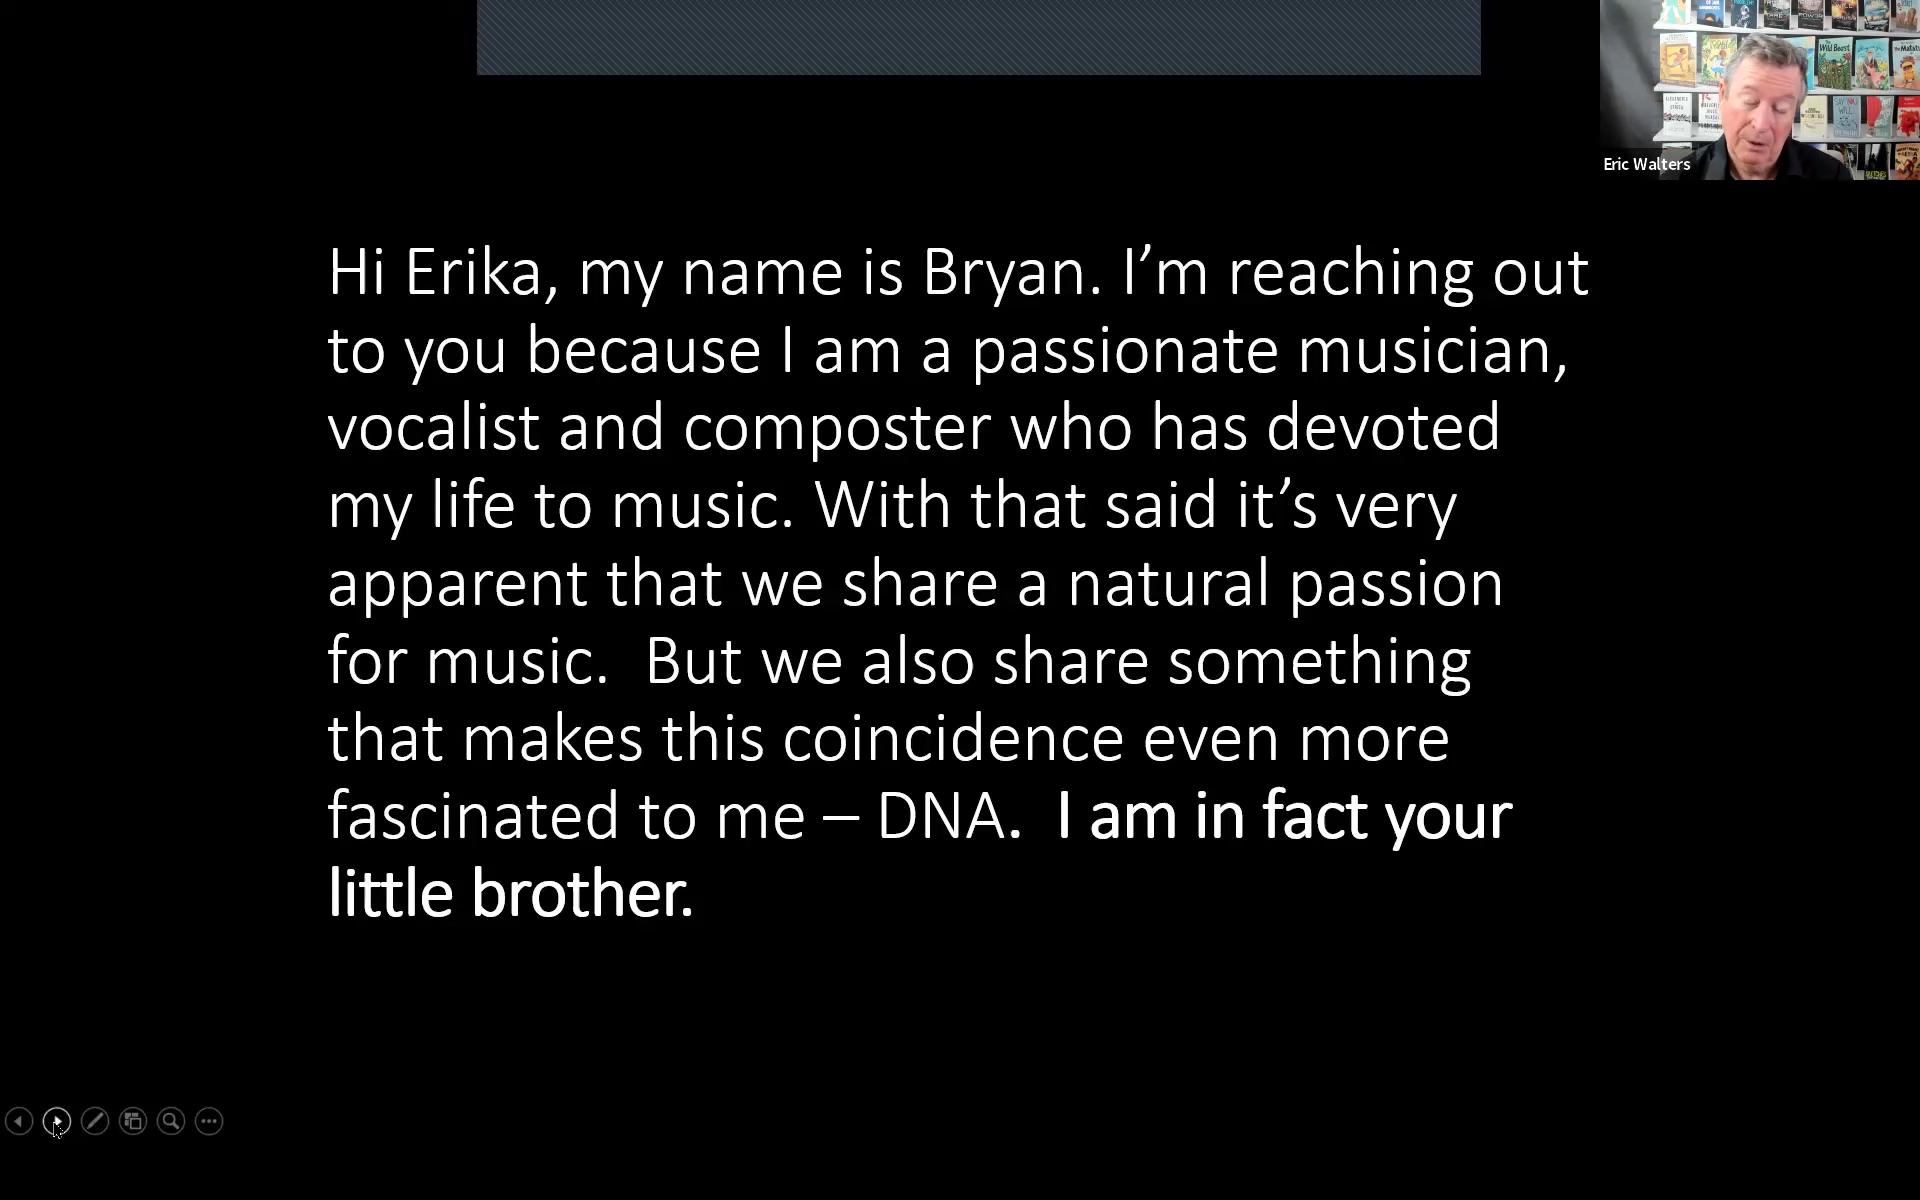 The Wild Beast
Eric Walters
Hi Erika, my name is Bryan. I’m reaching out
to you because I am a passionate musician,
vocalist and composter who has devoted
my life to music. With that said it’s very
apparent that we share a natural passion
for music.  But we also share something
that makes this coincidence even more
fascinated to me – DNA.  I am in fact your
little brother.